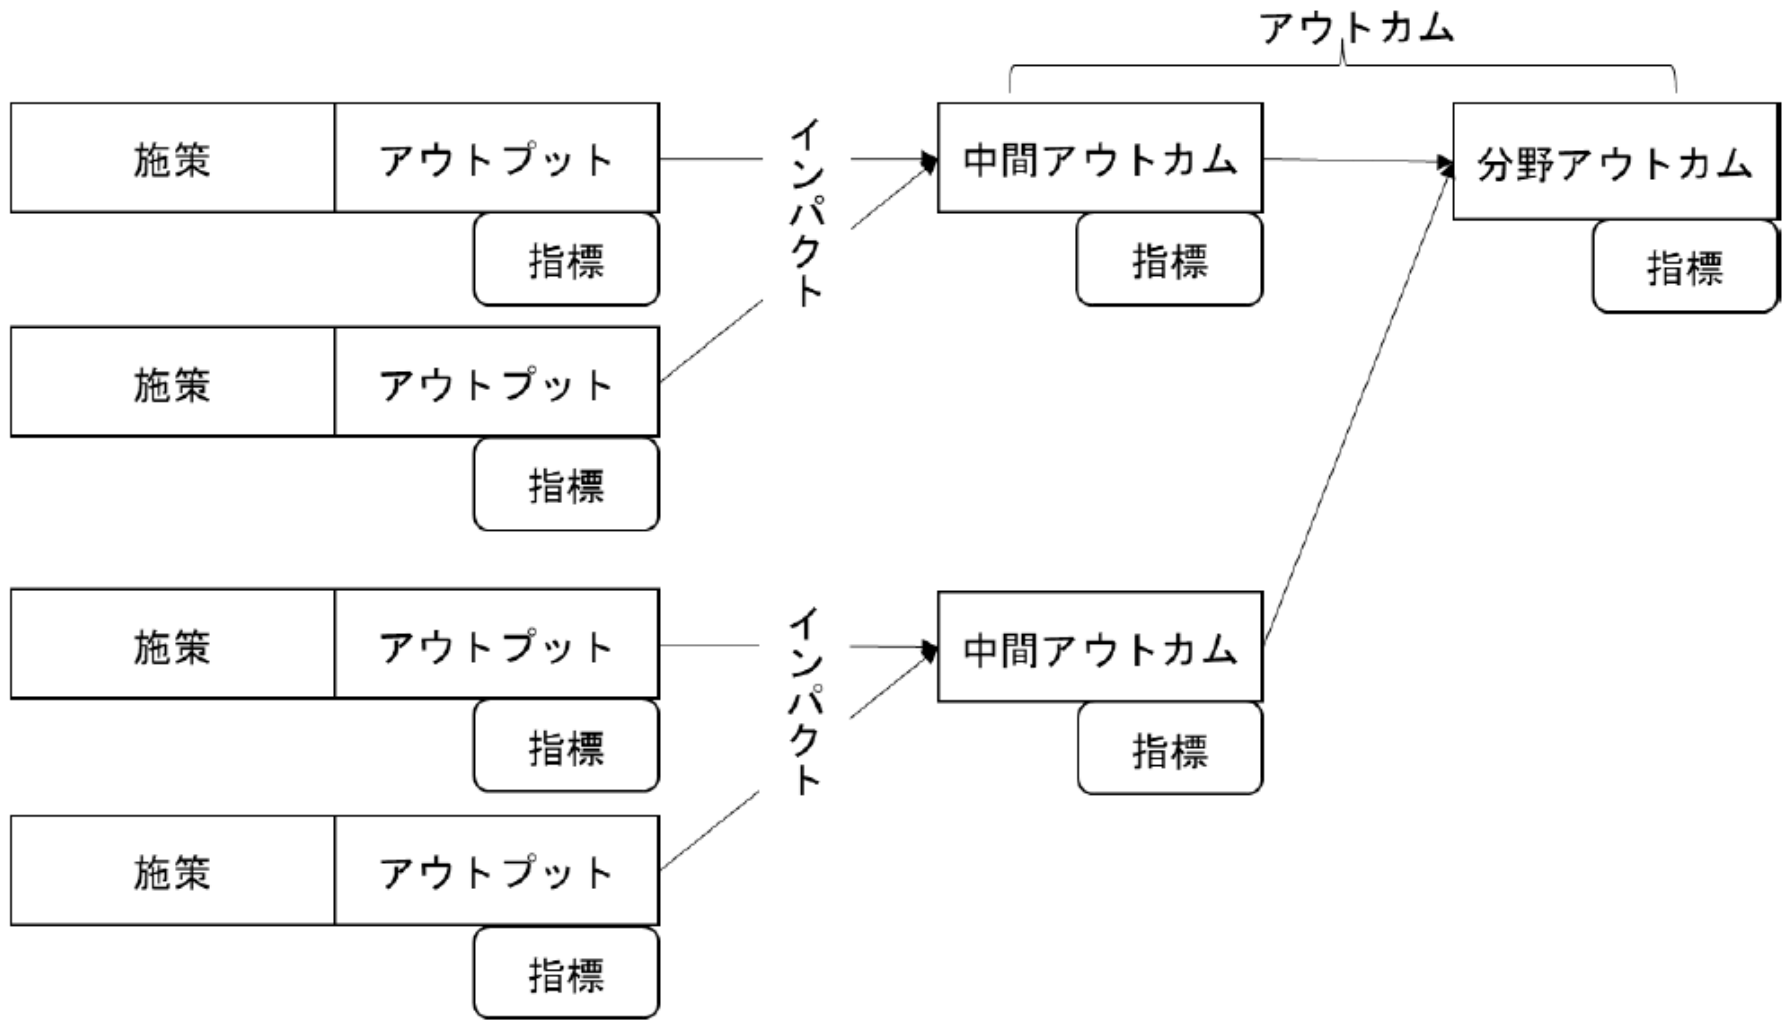 アウトカム
施策
アウトプット
インパクト
中間アウトカム
分野アウトカム
指標
指標
指標
施策
アウトプット
指標
施策
アウトプット
インパクト
中間アウトカム
指標
指標
施策
アウトプット
指標